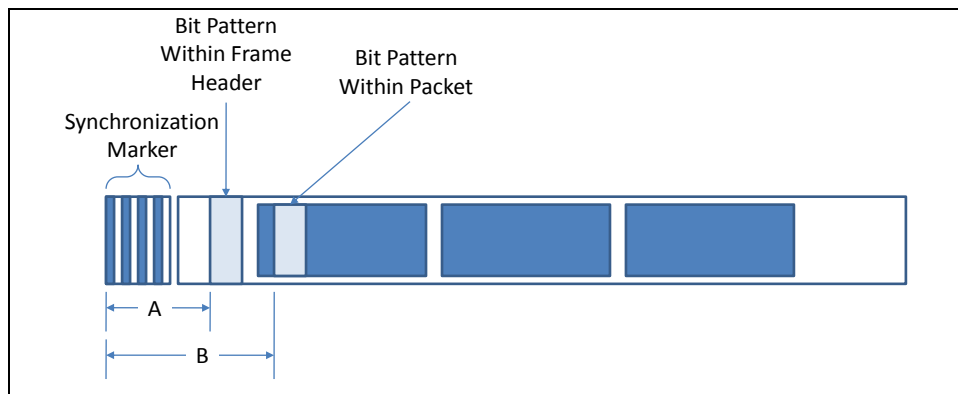 Bit Pattern
Within Frame
Header
Bit Pattern
Within Packet
Synchronization
Marker
A
B